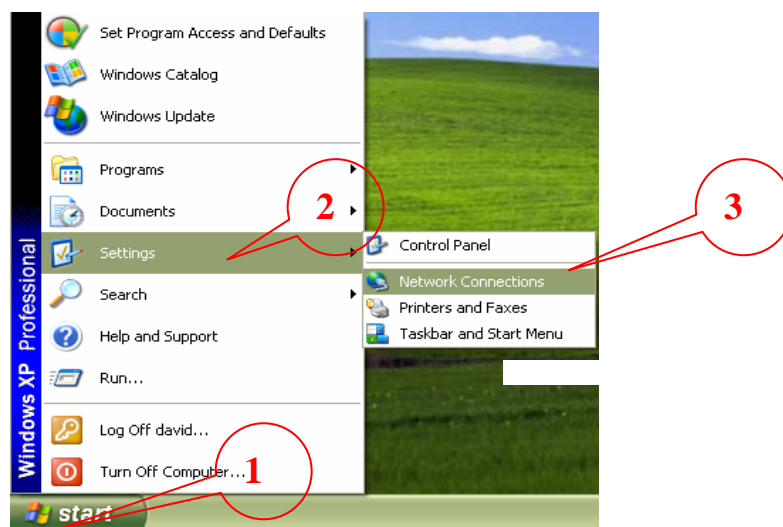 Set Program Access and Defaults
Windows Catalog
Windows Update
Programs
Documents
2
3
Settings
Control Panel
Network Connections
Printers and Faxes
Taskbar and Start Menu
Search
Help and Support
Run...
Log Off david...
Turn Off Computer...
1
Windows XP Professional
start